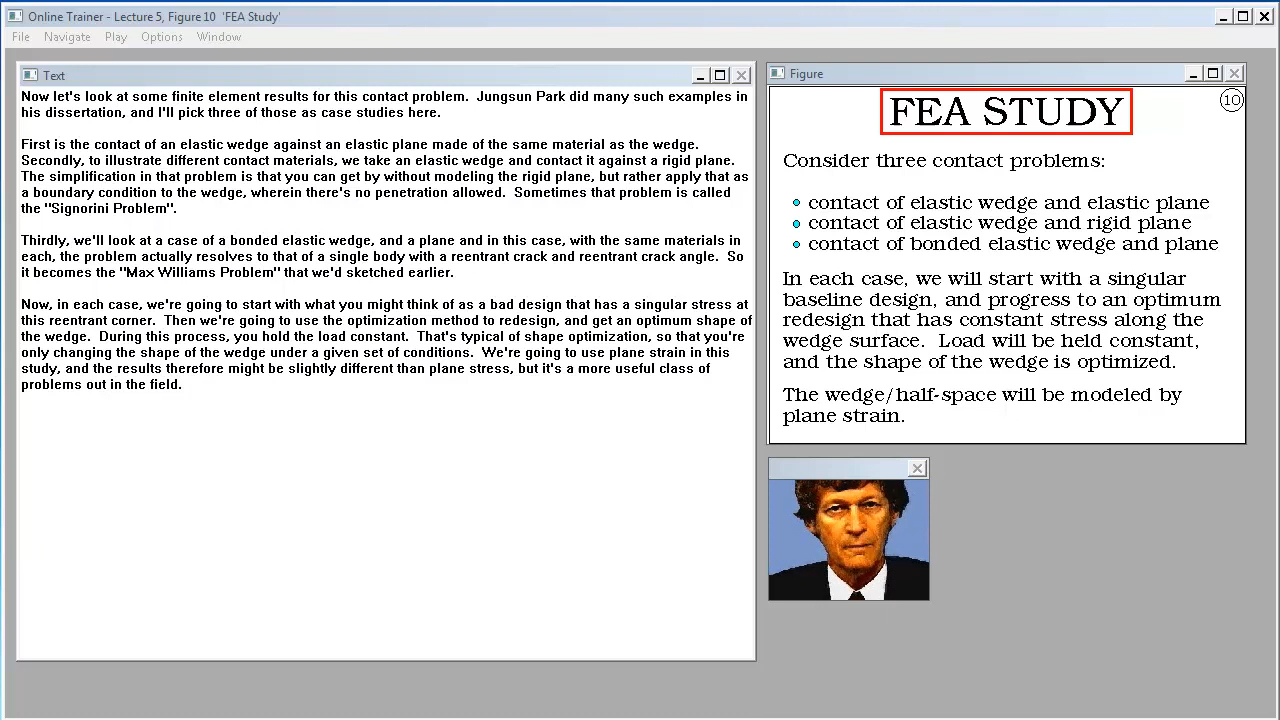 Online Trainer - Lecture 5, Figure 10 'FEA Study'
File Navigate Play Options Window
Text
Now let's look at some finite element results for this contact problem. Jungsun Park did many such examples in
his dissertation, and I'll pick three of those as case studies here.
First is the contact of an elastic wedge against an elastic plane made of the same material as the wedge.
Secondly, to illustrate different contact materials, we take an elastic wedge and contact it against a rigid plane.
The simplification in that problem is that you can get by without modeling the rigid plane, but rather apply that as
a boundary condition to the wedge, wherein there's no penetration allowed. Sometimes that problem is called
the "Signorini Problem".
Thirdly, we'll look at a case of a bonded elastic wedge, and a plane and in this case, with the same materials in
each, the problem actually resolves to that of a single body with a reentrant crack and reentrant crack angle. So
it becomes the "Max Williams Problem" that we'd sketched earlier.
Now, in each case, we're going to start with what you might think of as a bad design that has a singular stress at
this reentrant corner. Then we're going to use the optimization method to redesign, and get an optimum shape of
the wedge. During this process, you hold the load constant. That's typical of shape optimization, so that you're
only changing the shape of the wedge under a given set of conditions. We're going to use plane strain in this
study, and the results therefore might be slightly different than plane stress, but it's a more useful class of
problems out in the field.
Figure
10
FEA STUDY
Consider three contact problems:
• contact of elastic wedge and elastic plane
• contact of elastic wedge and rigid plane
• contact of bonded elastic wedge and plane
In each case, we will start with a singular
baseline design, and progress to an optimum
redesign that has constant stress along the
wedge surface. Load will be held constant,
and the shape of the wedge is optimized.
The wedge/half-space will be modeled by
plane strain.